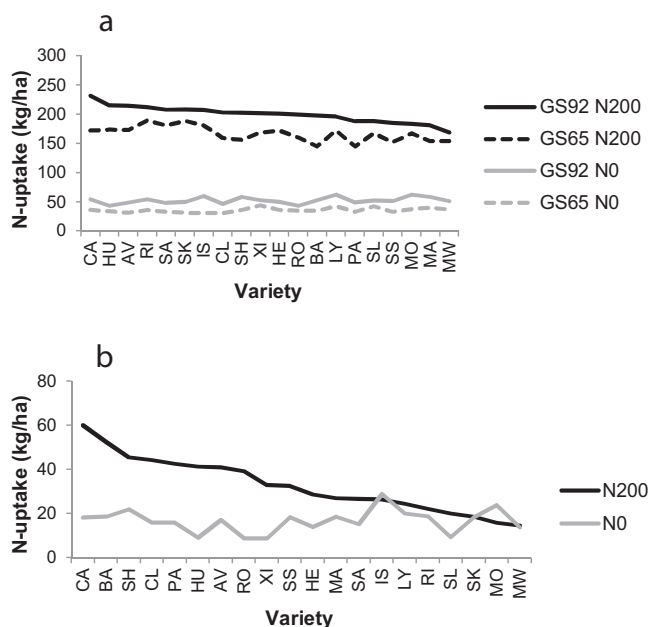 a
N-uptake (kg/ha)
300
250
200
150
100
50
0
CA HU AV RI SA SK IS CL SH XI HE RO BA LY PA SL SS MO MA MW
Variety
GS92 N200
GS65 N200
GS92 N0
GS65 N0
b
N-uptake (kg/ha)
80
60
40
20
0
CA BA SH CL PA HU AV RO XI SS HE MA SA IS LY RI SL SK MO MW
Variety
N200
N0